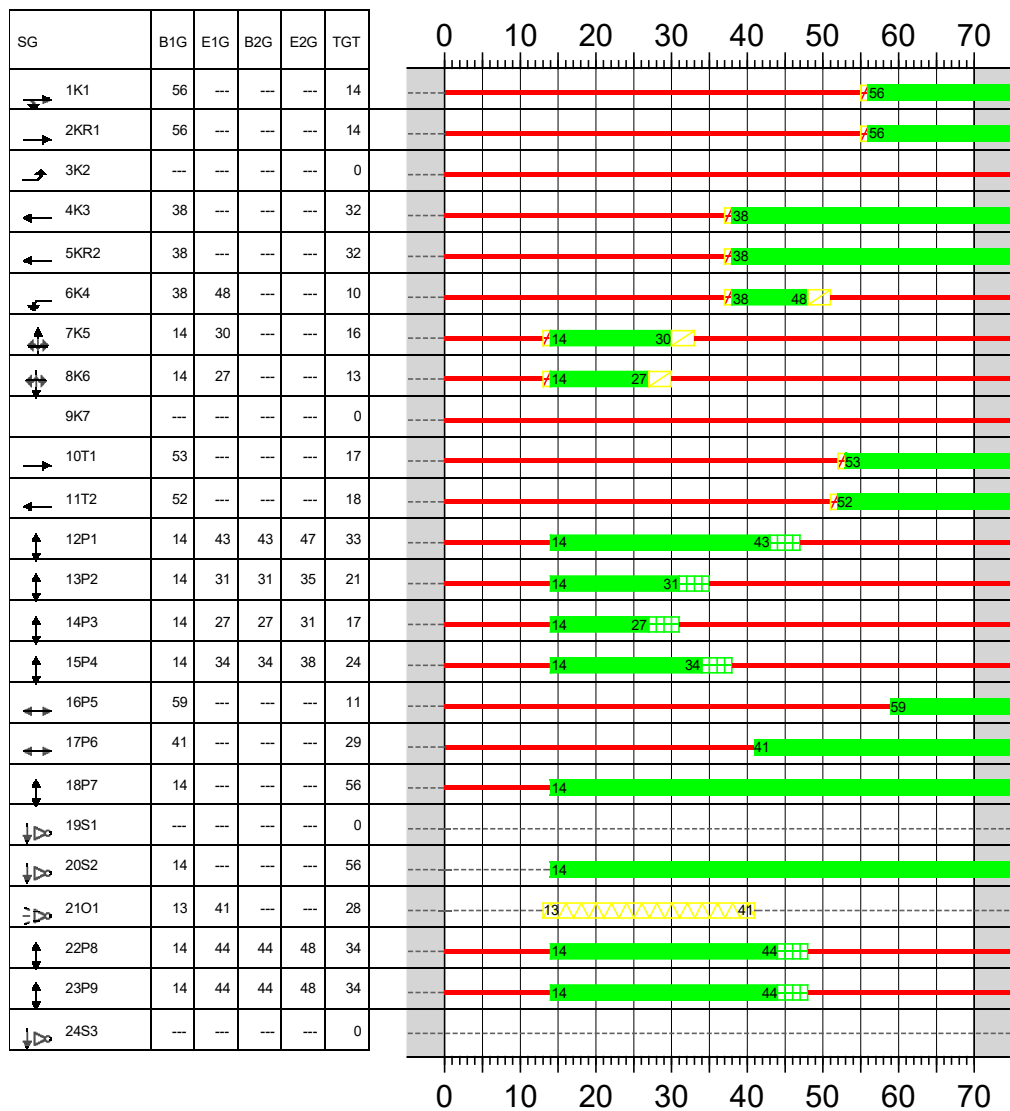 SG B1G E1G B2G E2G TGT 0 10 20 30 40 50 60 70
1K1 56 --- --- --- 14 56
2KR1 56 --- --- --- 14 56
3K2 --- --- --- --- 0
4K3 38 --- --- --- 32 38
5KR2 38 --- --- --- 32 38
6K4 38 48 --- --- 10 38 48
7K5 14 30 --- --- 16 14 30
8K6 14 27 --- --- 13 14 27
9K7 --- --- --- --- 0
10T1 53 --- --- --- 17 53
11T2 52 --- --- --- 18 52
12P1 14 43 43 47 33 14 43
13P2 14 31 31 35 21 14 31
14P3 14 27 27 31 17 14 27
15P4 14 34 34 38 24 14 34
16P5 59 --- --- --- 11 59
17P6 41 --- --- --- 29 41
18P7 14 --- --- --- 56 14
19S1 --- --- --- --- 0
20S2 14 --- --- --- 56 14
21O1 13 41 --- --- 28 13 41
22P8 14 44 44 48 34 14 44
23P9 14 44 44 48 34 14 44
24S3 --- --- --- --- 0
0 10 20 30 40 50 60 70